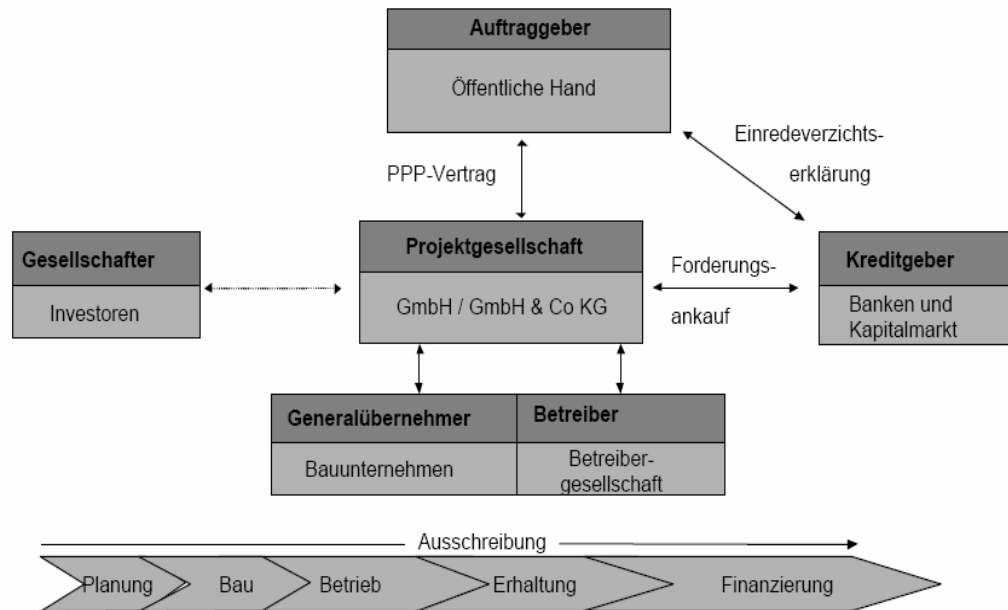 Auftraggeber
Öffentliche Hand
Einredeverzichts-
erklärung
PPP-Vertrag
Gesellschafter
Investoren
Projektgesellschaft
GmbH / GmbH & Co KG
Forderungs-
ankauf
Kreditgeber
Banken und
Kapitalmarkt
Generalübernehmer
Bauunternehmen
Betreiber
Betreiber-
gesellschaft
Ausschreibung
Planung
Bau
Betrieb
Erhaltung
Finanzierung